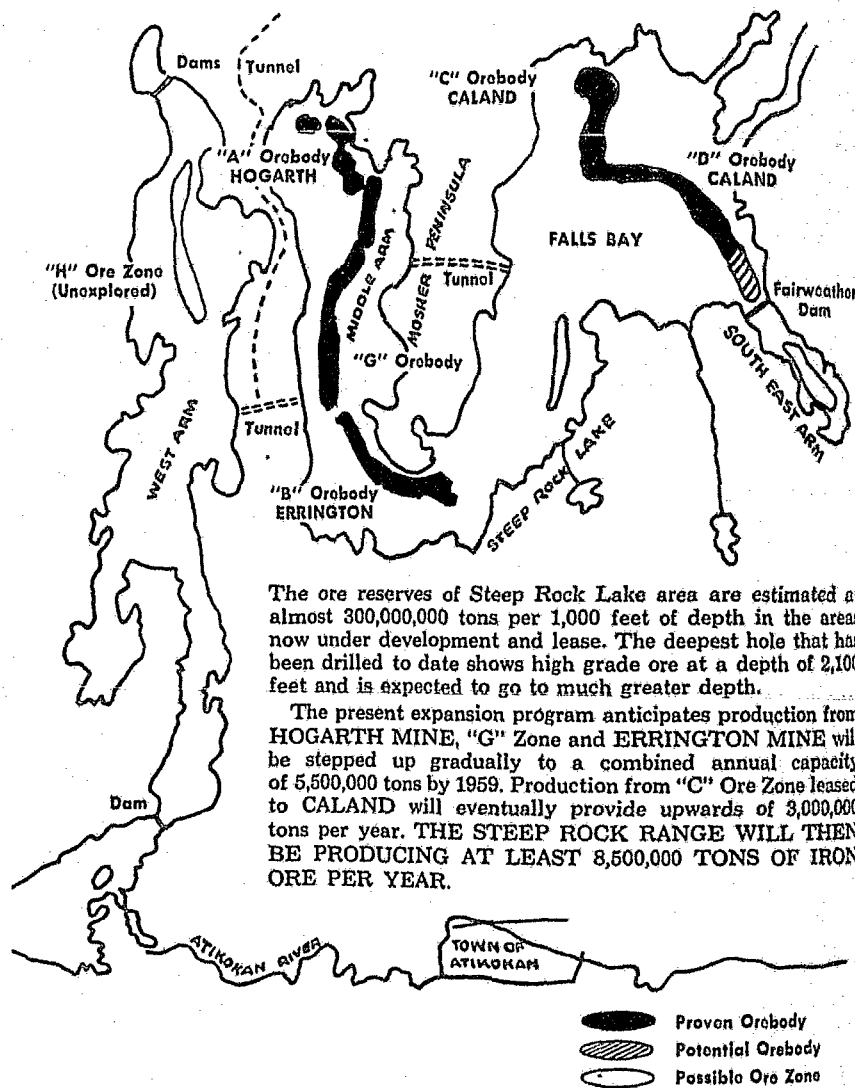 Dams
Tunnel
"C" Orebody
CALAND
"A" Orebody
HOGARTH
"D" Orebody
CALAND
MOSHER PENINSULA
MIDDLE ARM
FALLS BAY
"H" Ore Zone
(Unexplored)
Tunnel
Fairweather
Dam
"G" Orebody
SOUTH EAST ARM
Tunnel
WEST ARM
"B" Orebody
ERRINGTON
STEEP ROCK LAKE
The ore reserves of Steep Rock Lake area are estimated a
almost 300,000,000 tons per 1,000 feet of depth in the area
now under development and lease. The deepest hole that ha
been drilled to date shows high grade ore at a depth of 2,100
feet and is expected to go to much greater depth.
The present expansion program anticipates production from
HOGARTH MINE, "G" Zone and ERRINGTON MINE will
be stepped up gradually to a combined annual capacity
of 5,500,000 tons by 1959. Production from "C" Ore Zone leased
to CALAND will eventually provide upwards of 3,000,000
tons per year. THE STEEP ROCK RANGE WILL THEN
BE PRODUCING AT LEAST 8,500,000 TONS OF IRON
ORE PER YEAR.
Dam
ATIKOKAN RIVER
TOWN OF
ATIKOKAN
Proven Orebody
Potential Orebody
Possible Ore Zone